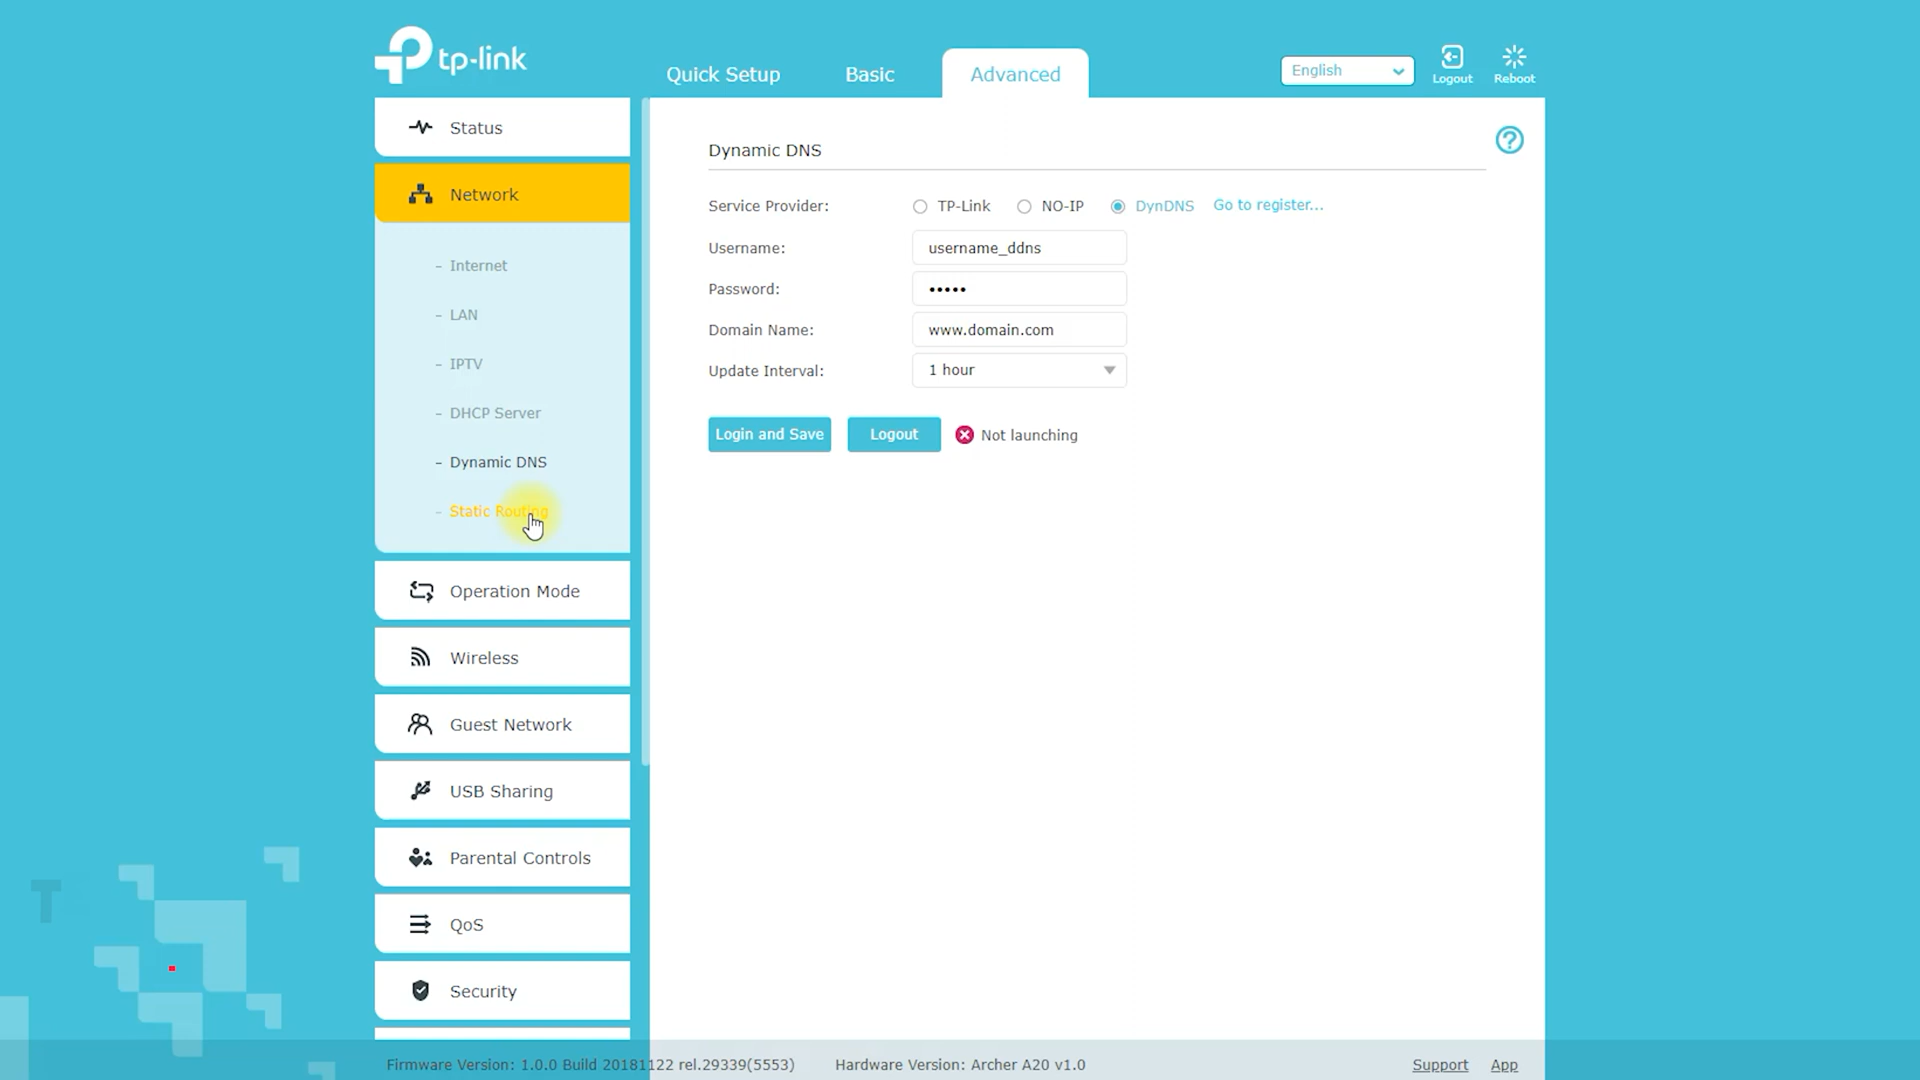 tp-link
Quick Setup
Basic
Advanced
English
Logout
Reboot
Status
Network
- Internet
- LAN
- IPTV
- DHCP Server
- Dynamic DNS
- Static Routing
Operation Mode
Wireless
Guest Network
USB Sharing
Parental Controls
QoS
Security
Dynamic DNS
?
Service Provider: TP-Link NO-IP DynDNS Go to register...
Username: username_ddns
Password: •••••
Domain Name: www.domain.com
Update Interval: 1 hour
Login and Save Logout Not launching
T
Firmware Version: 1.0.0 Build 20181122 rel.29339(5553) Hardware Version: Archer A20 v1.0 Support App